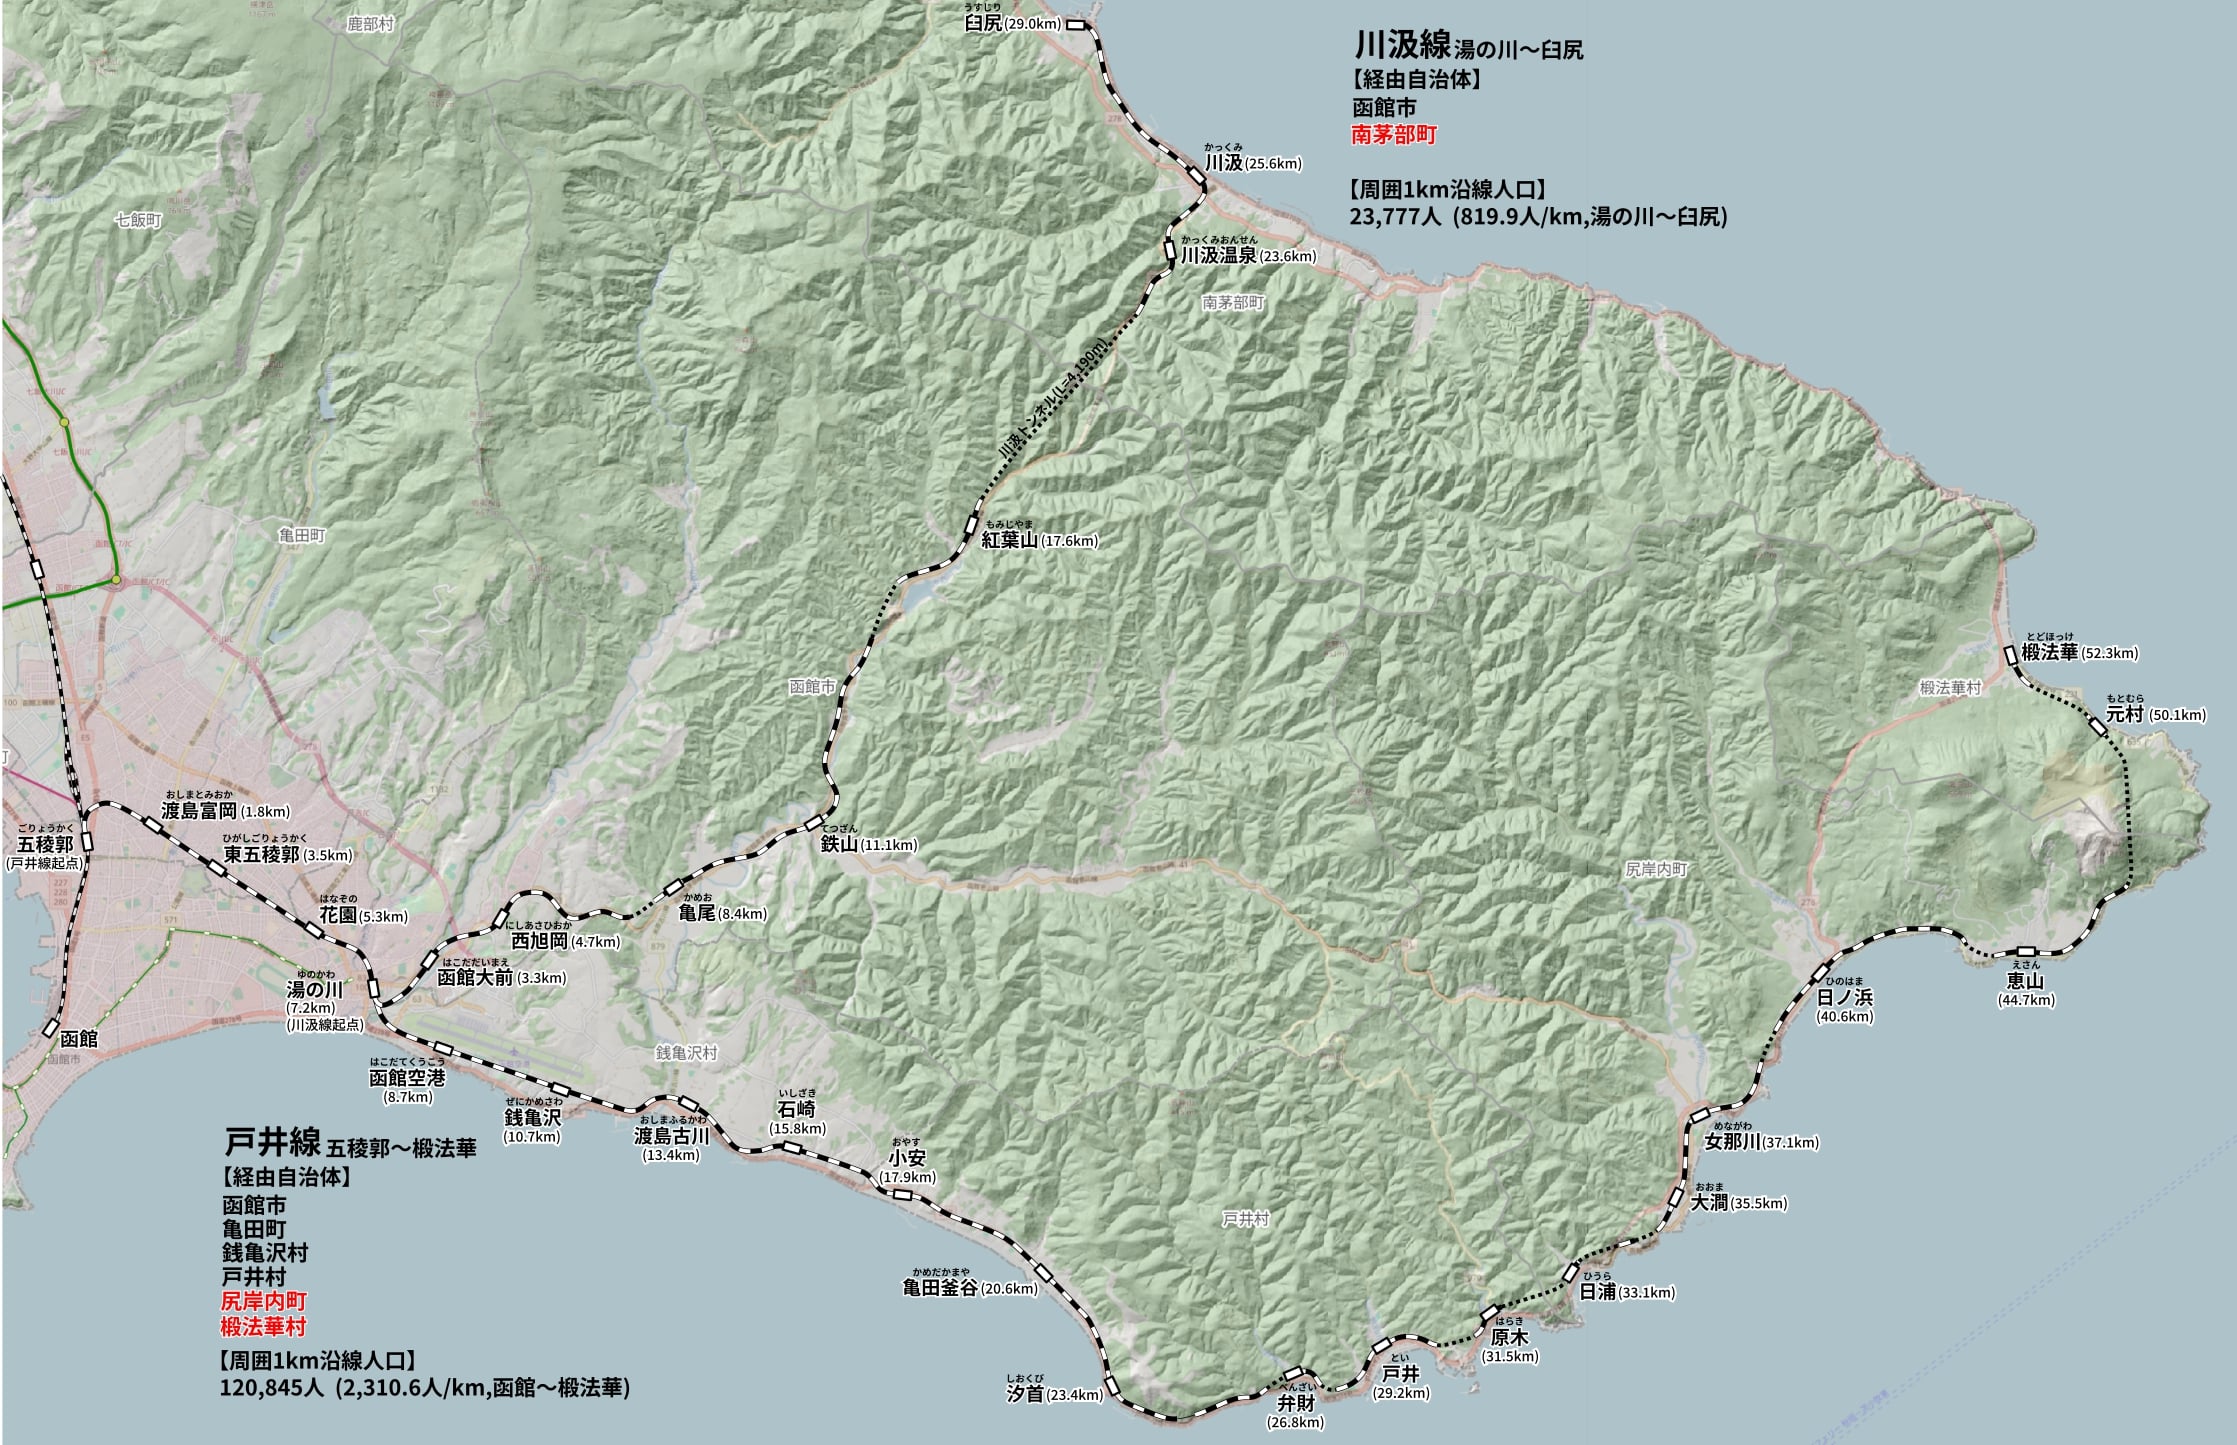 うすじり
臼尻(29.0km)
鹿部村
川汲線 湯の川～臼尻
【経由自治体】
函館市
南茅部町
【周囲1km沿線人口】
23,777人 (819.9人/km,湯の川～臼尻)
278
かっくみ
川汲(25.6km)
七飯町
かっくみおんせん
川汲温泉(23.6km)
南茅部町
川汲トンネル(L=4,190m)
もみじやま
紅葉山(17.6km)
亀田町
函館市
とどほっけ
椴法華(52.3km)
椴法華村
もとむら
元村 (50.1km)
おしまとみおか
渡島富岡(1.8km)
ごりょうかく
五稜郭
(戸井線起点)
ひがしごりょうかく
東五稜郭(3.5km)
てつざん
鉄山(11.1km)
尻岸内町
はなぞの
花園(5.3km)
かめお
亀尾(8.4km)
にしあさひおか
西旭岡(4.7km)
はこだだいまえ
函館大前(3.3km)
ゆのかわ
湯の川
(7.2km)
(川汲線起点)
函館
函館市
ひのはま
日ノ浜
(40.6km)
えさん
恵山
(44.7km)
銭亀沢村
はこだてくうこう
函館空港
(8.7km)
ぜにかめさわ
銭亀沢
(10.7km)
おしまふるかわ
渡島古川
(13.4km)
いしざき
石崎
(15.8km)
おやす
小安
(17.9km)
めながわ
女那川(37.1km)
おおま
大澗(35.5km)
戸井村
かめだかまや
亀田釜谷(20.6km)
ひうら
日浦(33.1km)
はらき
原木
(31.5km)
とい
戸井
(29.2km)
べんざい
弁財
(26.8km)
しおくび
汐首(23.4km)
戸井線 五稜郭～椴法華
【経由自治体】
函館市
亀田町
銭亀沢村
戸井村
尻岸内町
椴法華村
【周囲1km沿線人口】
120,845人 (2,310.6人/km,函館～椴法華)